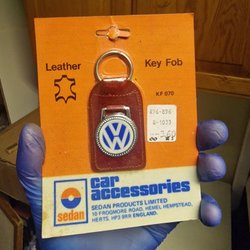 Leather Key Fob
KF 070
VW
sedan
car
accessories
SEDAN PRODUCTS LIMITED
10 FROGMORE ROAD, HEMEL HEMPSTEAD,
HERTS, HP3 9RR ENGLAND.